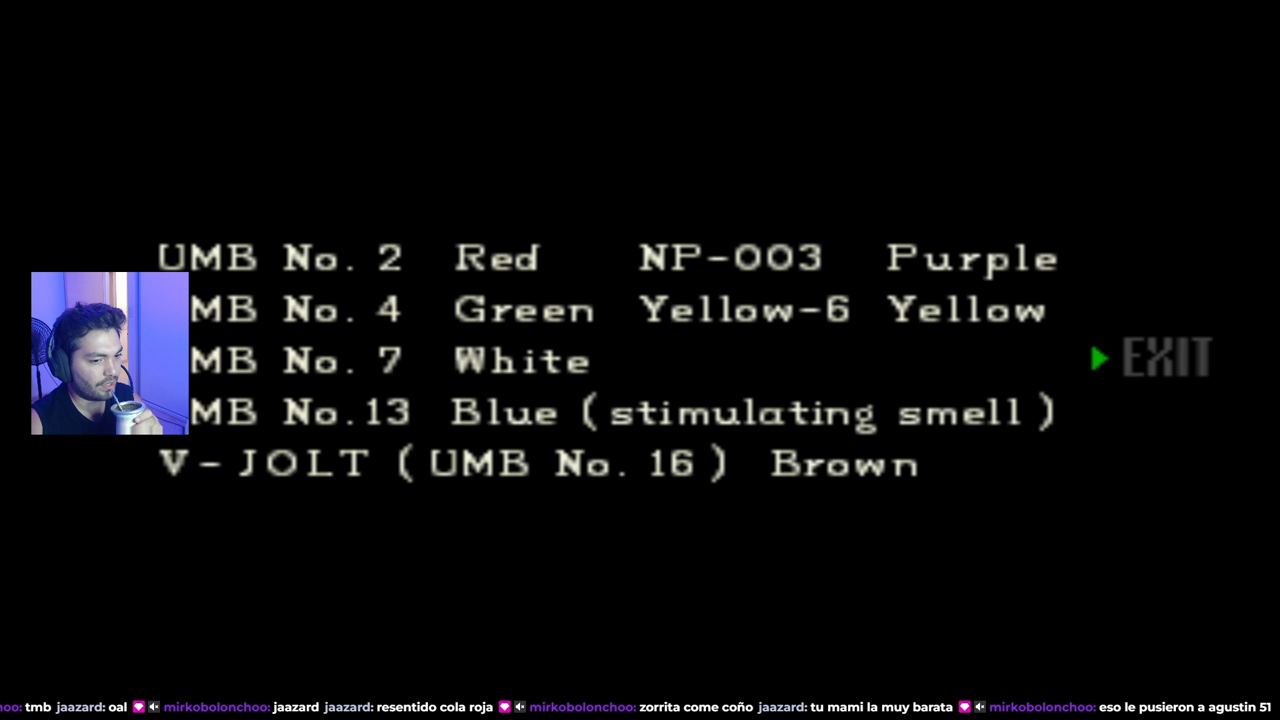 UMB No. 2 Red NP-003 Purple
MB No. 4 Green Yellow-6 Yellow
MB No. 7 White
EXIT
MB No.13 Blue (stimulating smell)
V-JOLT (UMB No. 16) Brown
hoo: tmb jaazard: oal mirkobolonchoo: jaazard jaazard: resentido cola roja mirkobolonchoo: zorrita come coño jaazard: tu mami la muy barata mirkobolonchoo: eso le pusieron a agustin 51